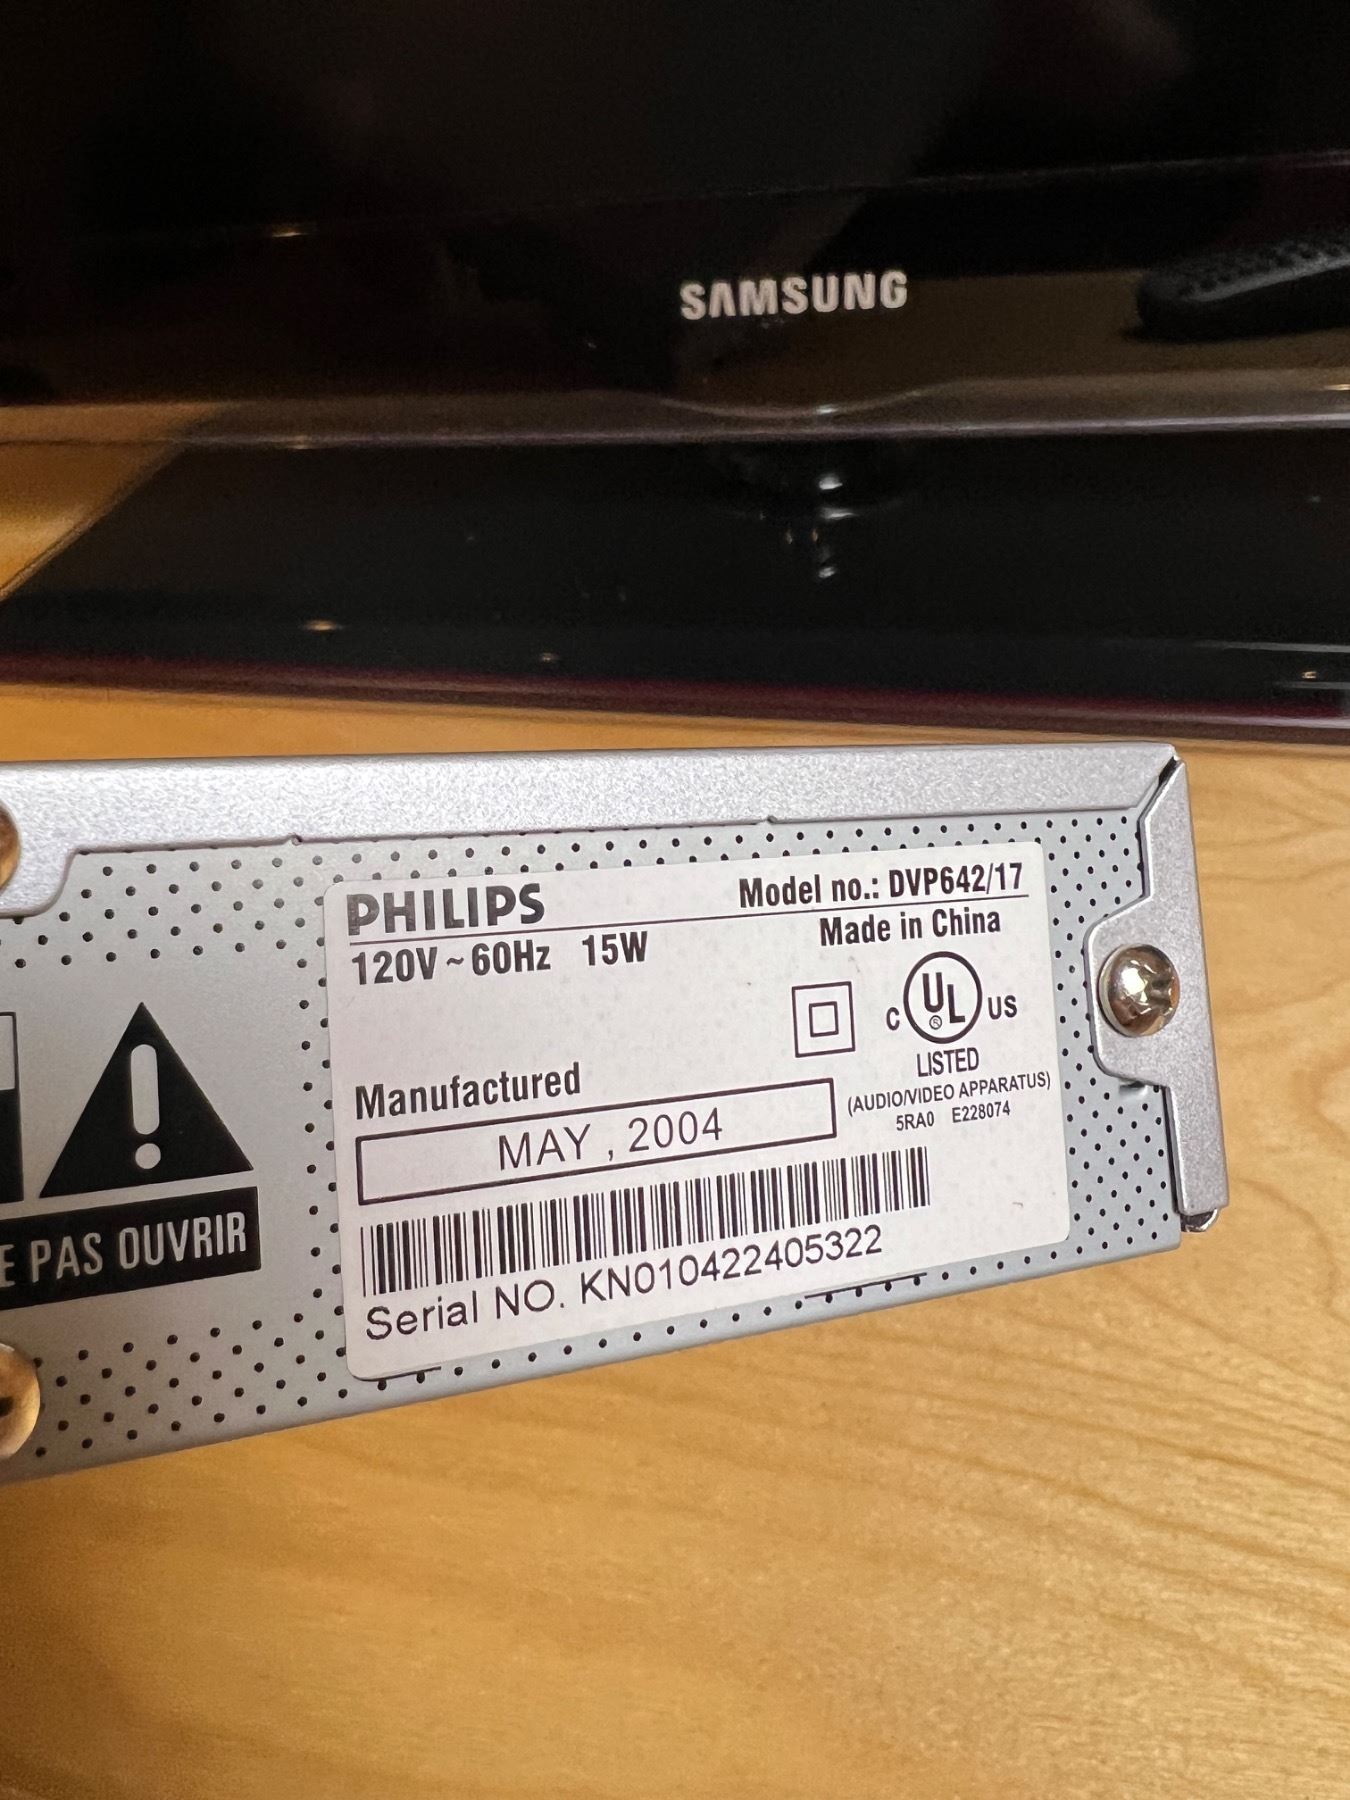 SAMSUNG
PHILIPS
Model no.: DVP642/17
120V ~ 60Hz 15W
Made in China
C UL® US
LISTED
(AUDIO/VIDEO APPARATUS)
5RA0 E228074
Manufactured
MAY , 2004
Serial NO. KN010422405322
E PAS OUVRIR